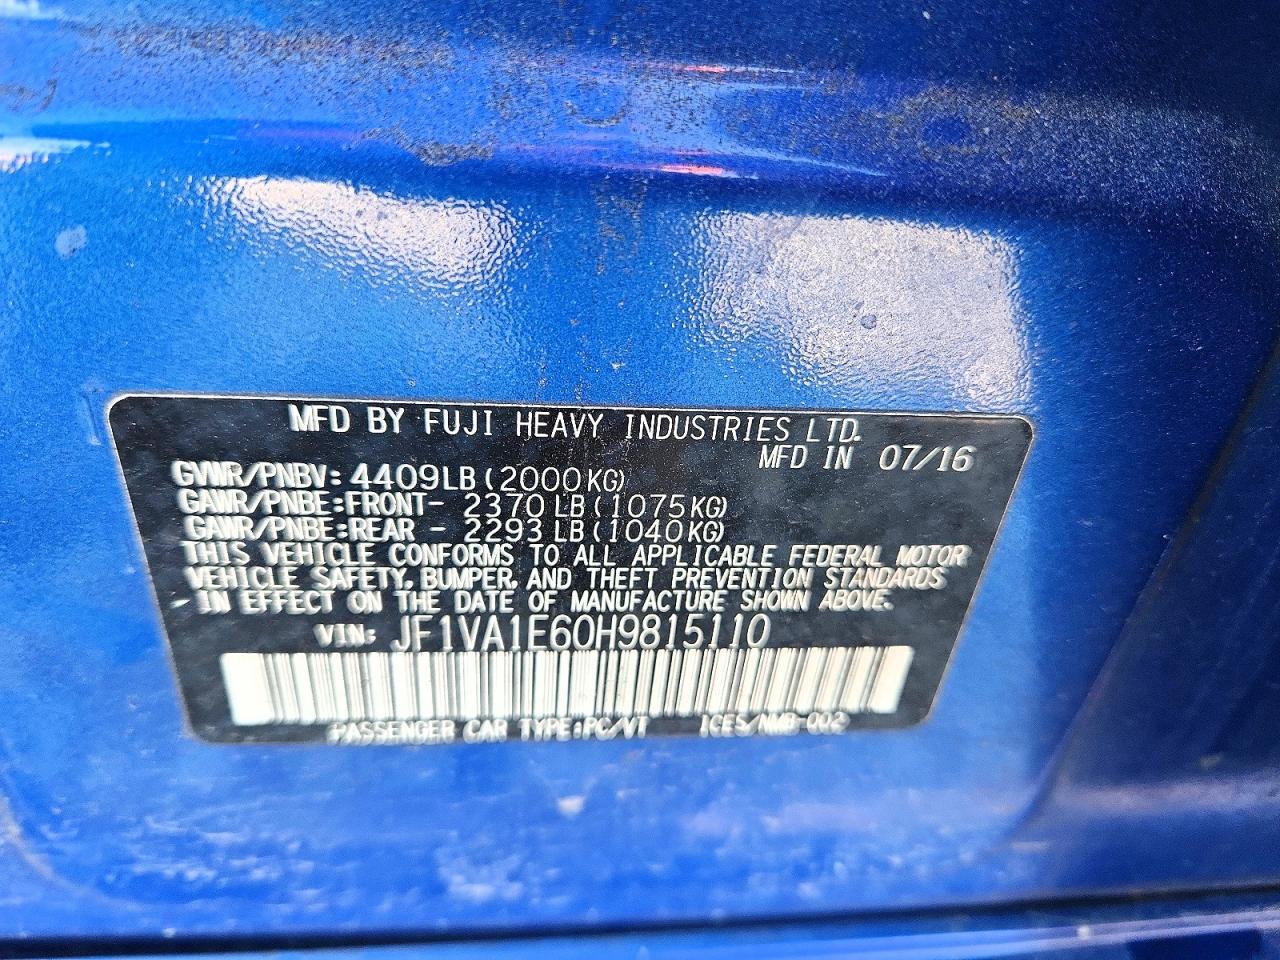 MFD BY FUJI HEAVY INDUSTRIES LTD.
MFD IN 07/16
GVWR/PNBV: 4409LB (2000KG)
GAWR/PNBE:FRONT- 2370 LB (1075KG)
GAWR/PNBE:REAR - 2293 LB (1040KG)
THIS VEHICLE CONFORMS TO ALL APPLICABLE FEDERAL MOTOR
VEHICLE SAFETY, BUMPER, AND THEFT PREVENTION STANDARDS
IN EFFECT ON THE DATE OF MANUFACTURE SHOWN ABOVE.
VIN: JF1VA1E60H9815110
PASSENGER CAR TYPE:PC/VT ICES/NMB-002